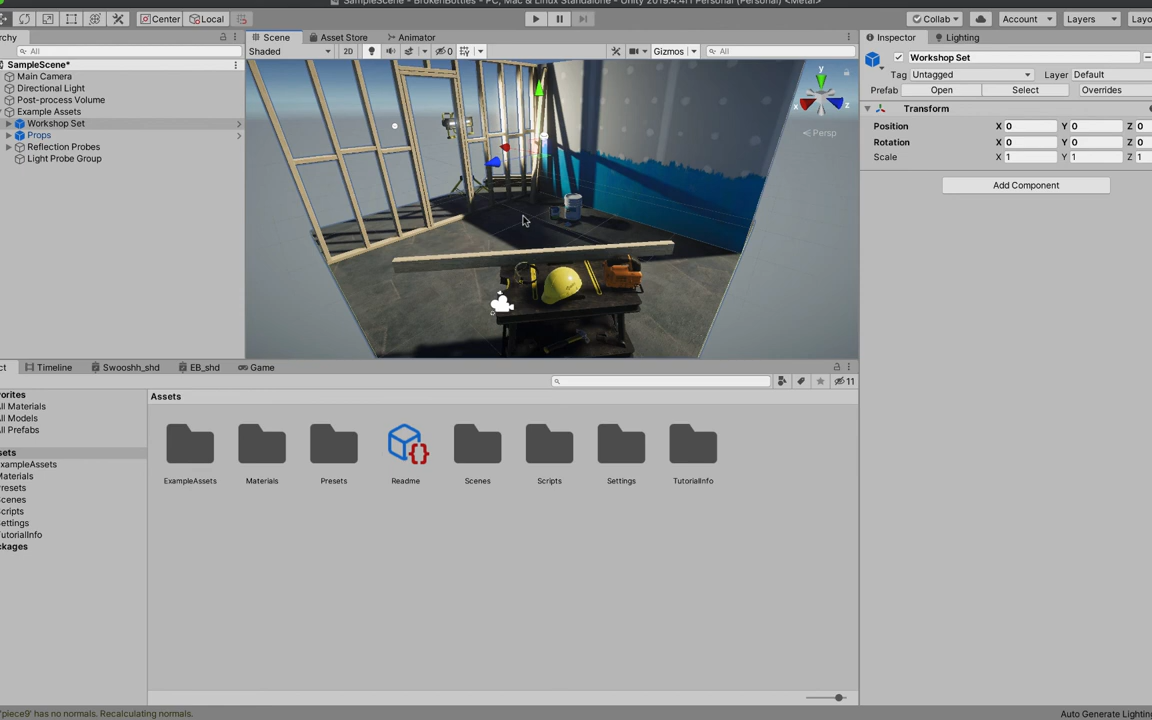 SampleScene - BrokenBottles - PC, Mac & Linux Standalone - Unity 2019.4.4f1 Personal (Personal) <Metal>
Center Local Collab Account Layers Layo
rchy Scene Asset Store Animator Inspector Lighting
All Shaded 2D 0 Gizmos All
SampleScene*
Main Camera
Directional Light
Post-process Volume
Example Assets
Workshop Set
Props
Reflection Probes
Light Probe Group
y
x
z
Persp
Workshop Set
Tag Untagged Layer Default
Prefab Open Select Overrides
Transform
Position X 0 Y 0 Z 0
Rotation X 0 Y 0 Z 0
Scale X 1 Y 1 Z 1
Add Component
ct Timeline Swooshh_shd EB_shd Game
11
vorites
ll Materials
ll Models
ll Prefabs
sets
xampleAssets
Materials
resets
cenes
cripts
ettings
utorialInfo
ckages
Assets
ExampleAssets Materials Presets Readme Scenes Scripts Settings TutorialInfo
'piece9' has no normals. Recalculating normals.
Auto Generate Lightin